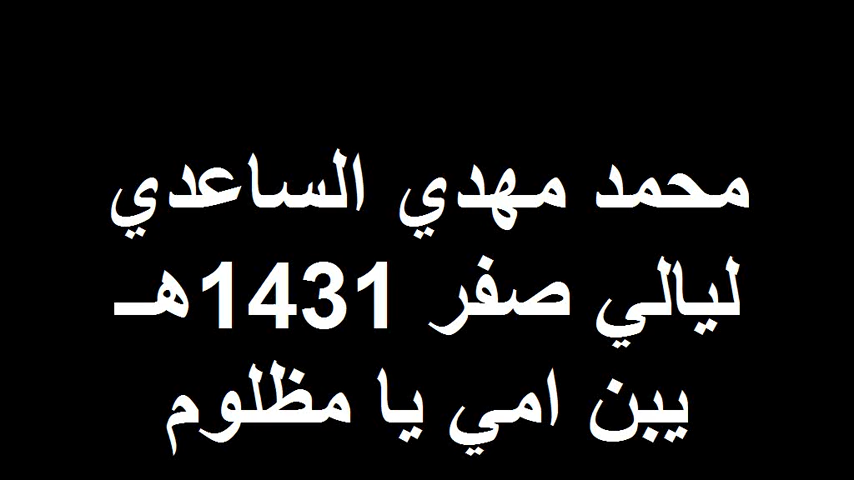 محمد مهدي الساعدي
ليالي صفر 1431هـ
يبن امي يا مظلوم